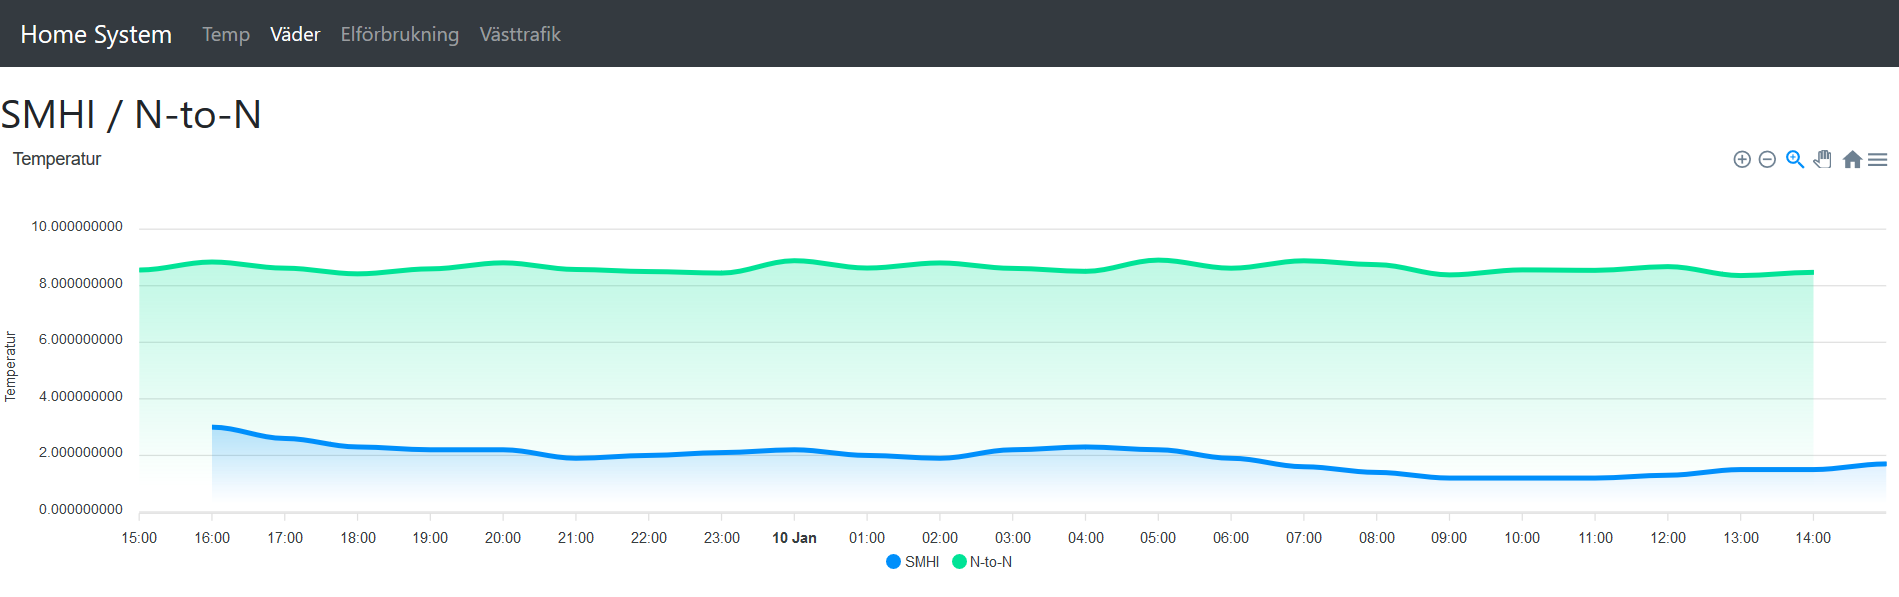 Home System Temp Väder Elförbrukning Västtrafik
SMHI / N-to-N
Temperatur
10.000000000
8.000000000
6.000000000
4.000000000
2.000000000
0.000000000
Temperatur
15:00 16:00 17:00 18:00 19:00 20:00 21:00 22:00 23:00 10 Jan 01:00 02:00 03:00 04:00 05:00 06:00 07:00 08:00 09:00 10:00 11:00 12:00 13:00 14:00
SMHI N-to-N